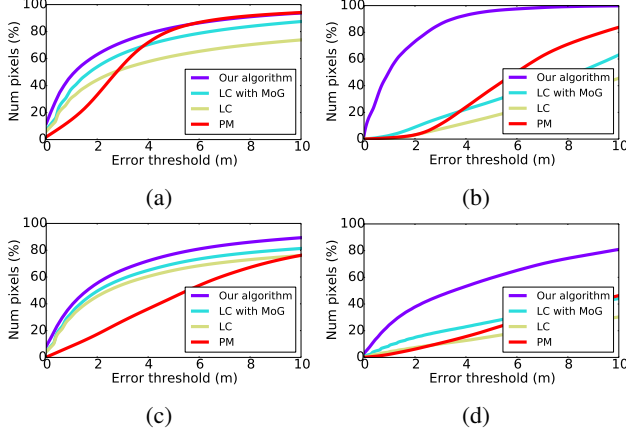 100
80
60
40
20
0
Num pixels (%)
0 2 4 6 8 10
Error threshold (m)
Our algorithm
LC with MoG
LC
PM
(a)
100
80
60
40
20
0
Num pixels (%)
0 2 4 6 8 10
Error threshold (m)
Our algorithm
LC with MoG
LC
PM
(b)
100
80
60
40
20
0
Num pixels (%)
0 2 4 6 8 10
Error threshold (m)
Our algorithm
LC with MoG
LC
PM
(c)
100
80
60
40
20
0
Num pixels (%)
0 2 4 6 8 10
Error threshold (m)
Our algorithm
LC with MoG
LC
PM
(d)